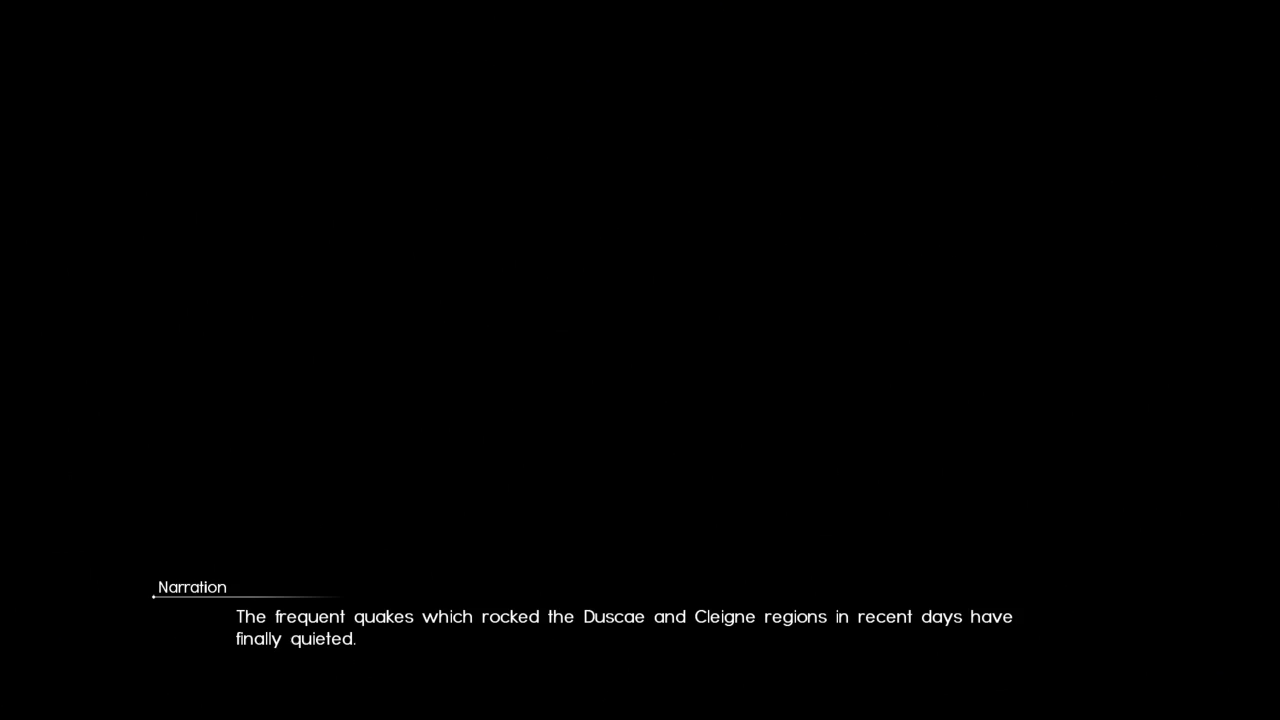 Narration
The frequent quakes which rocked the Duscae and Cleigne regions in recent days have
finally quieted.